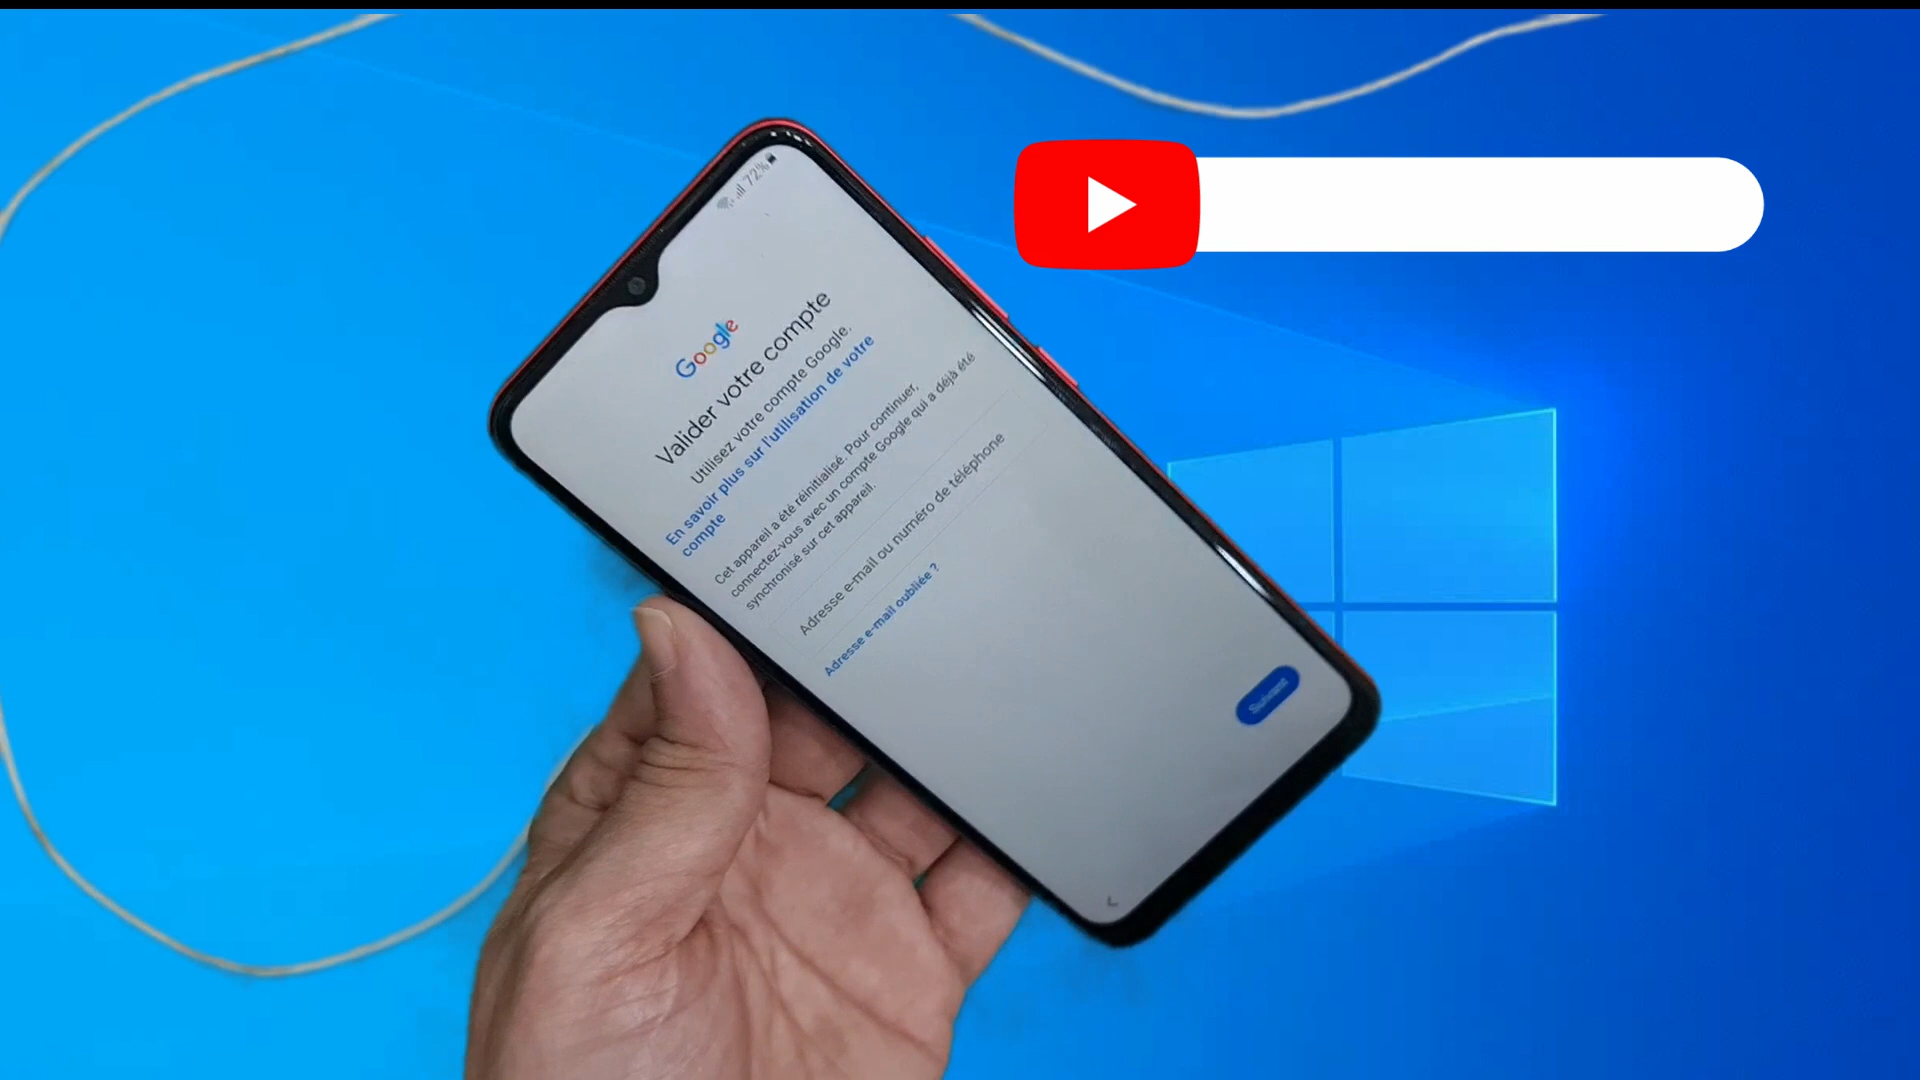 72%
Google
Valider votre compte
Utilisez votre compte Google.
En savoir plus sur l'utilisation de votre
compte
Cet appareil a été réinitialisé. Pour continuer,
connectez-vous avec un compte Google qui a déjà été
synchronisé sur cet appareil.
Adresse e-mail ou numéro de téléphone
Adresse e-mail oubliée ?
Suivant